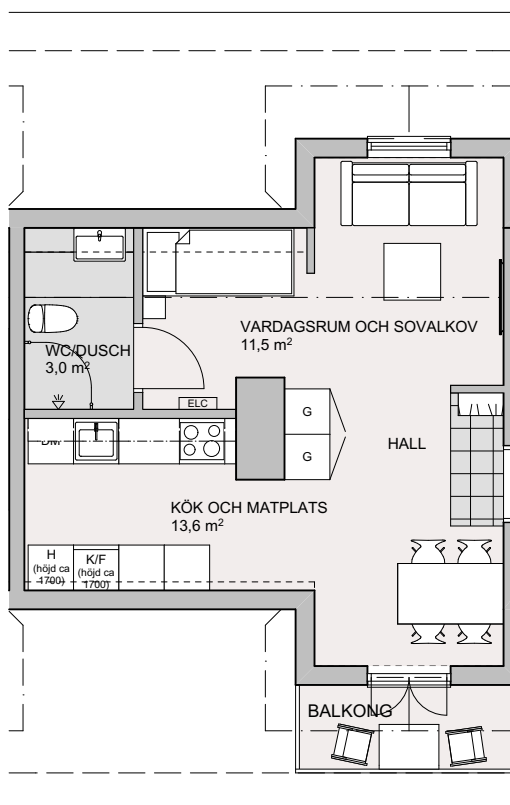 VARDAGSRUM OCH SOVALKOV
11,5 m²
WC/DUSCH
3,0 m²
ELC
G
G
HALL
DM
KÖK OCH MATPLATS
13,6 m²
H
(höjd ca
1700)
K/F
(höjd ca
1700)
BALKONG